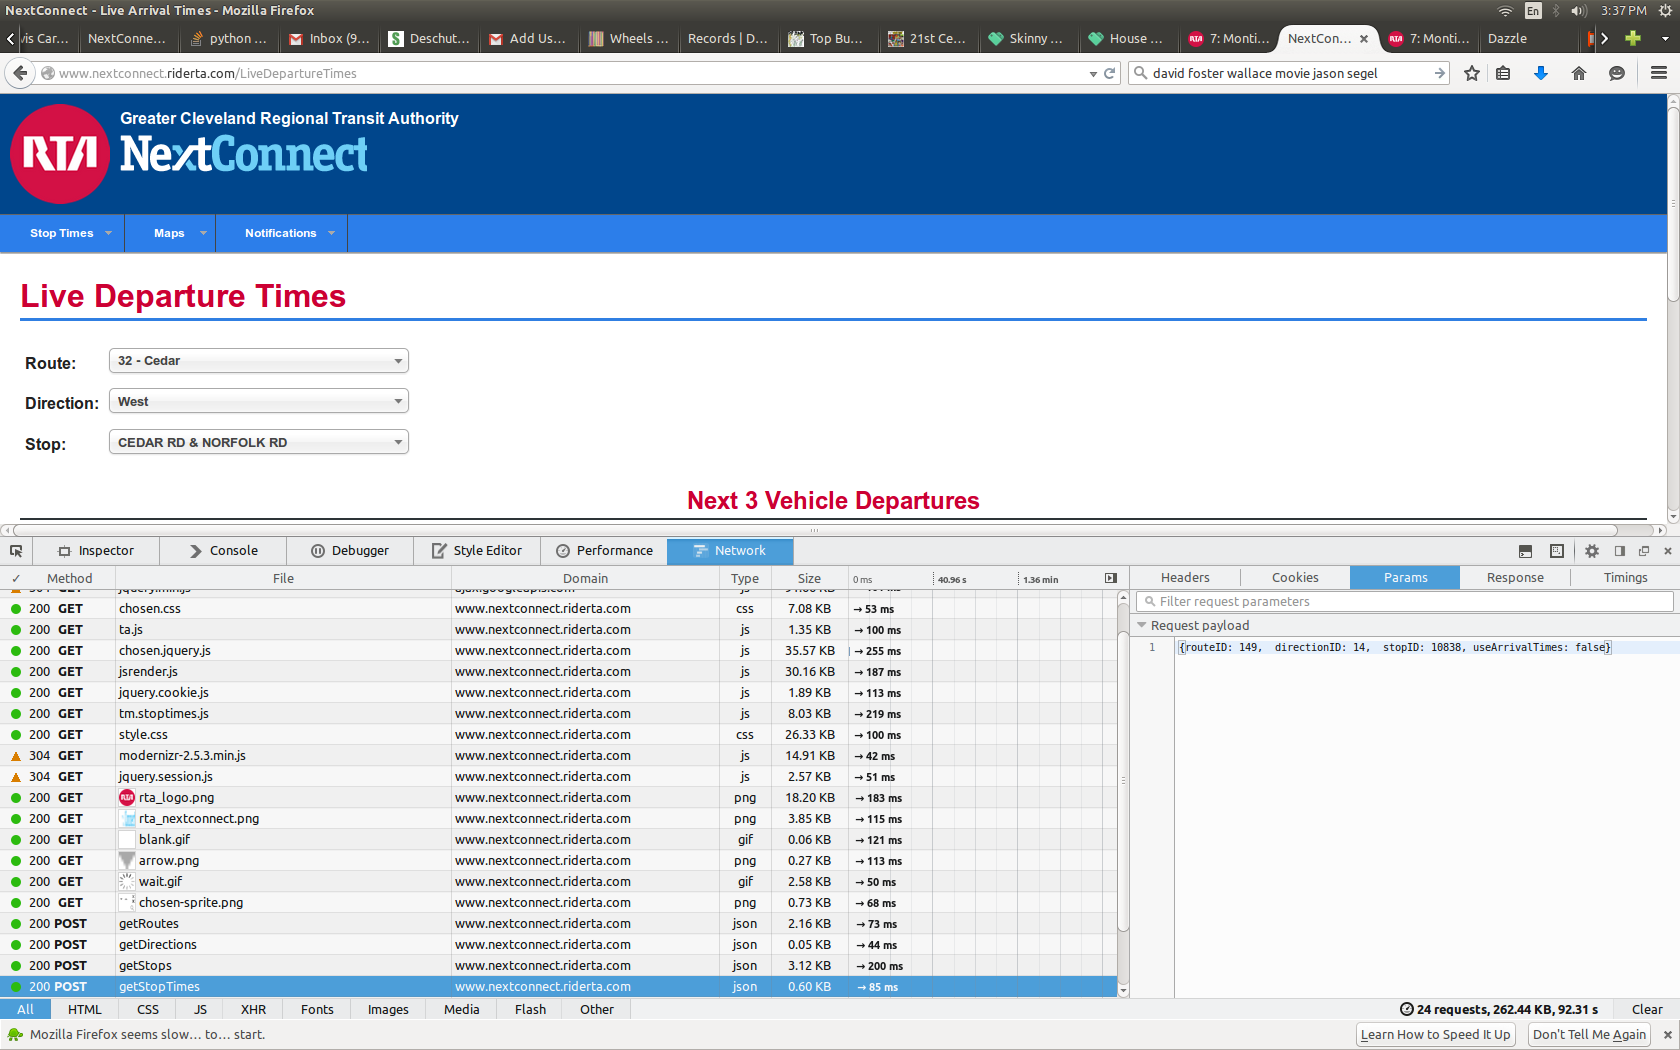 NextConnect - Live Arrival Times - Mozilla Firefox
En
3:37 PM
vis Car...
NextConne...
python ...
Inbox (9...
Deschut...
Add Us...
Wheels ...
Records | D...
Top Bu...
21st Ce...
Skinny ...
House ...
7: Monti...
NextCon...
7: Monti...
Dazzle
www.nextconnect.riderta.com/LiveDepartureTimes
david foster wallace movie jason segel
RTA
Greater Cleveland Regional Transit Authority
NextConnect
Stop Times
Maps
Notifications
Live Departure Times
Route: 32 - Cedar
Direction: West
Stop: CEDAR RD & NORFOLK RD
Next 3 Vehicle Departures
Inspector
Console
Debugger
Style Editor
Performance
Network
✓ Method File Domain Type Size 0 ms 40.96 s 1.36 min
200 GET chosen.css www.nextconnect.riderta.com css 7.08 KB → 53 ms
200 GET ta.js www.nextconnect.riderta.com js 1.35 KB → 100 ms
200 GET chosen.jquery.js www.nextconnect.riderta.com js 35.57 KB → 255 ms
200 GET jsrender.js www.nextconnect.riderta.com js 30.16 KB → 187 ms
200 GET jquery.cookie.js www.nextconnect.riderta.com js 1.89 KB → 113 ms
200 GET tm.stoptimes.js www.nextconnect.riderta.com js 8.03 KB → 219 ms
200 GET style.css www.nextconnect.riderta.com css 26.33 KB → 100 ms
304 GET modernizr-2.5.3.min.js www.nextconnect.riderta.com js 14.91 KB → 42 ms
304 GET jquery.session.js www.nextconnect.riderta.com js 2.57 KB → 51 ms
200 GET rta_logo.png www.nextconnect.riderta.com png 18.20 KB → 183 ms
200 GET rta_nextconnect.png www.nextconnect.riderta.com png 3.85 KB → 115 ms
200 GET blank.gif www.nextconnect.riderta.com gif 0.06 KB → 121 ms
200 GET arrow.png www.nextconnect.riderta.com png 0.27 KB → 113 ms
200 GET wait.gif www.nextconnect.riderta.com gif 2.58 KB → 50 ms
200 GET chosen-sprite.png www.nextconnect.riderta.com png 0.73 KB → 68 ms
200 POST getRoutes www.nextconnect.riderta.com json 2.16 KB → 73 ms
200 POST getDirections www.nextconnect.riderta.com json 0.05 KB → 44 ms
200 POST getStops www.nextconnect.riderta.com json 3.12 KB → 200 ms
200 POST getStopTimes www.nextconnect.riderta.com json 0.60 KB → 85 ms
Headers
Cookies
Params
Response
Timings
Filter request parameters
Request payload
1 {routeID: 149, directionID: 14, stopID: 10838, useArrivalTimes: false}
All HTML CSS JS XHR Fonts Images Media Flash Other
24 requests, 262.44 KB, 92.31 s
Clear
Mozilla Firefox seems slow... to... start.
Learn How to Speed It Up
Don't Tell Me Again